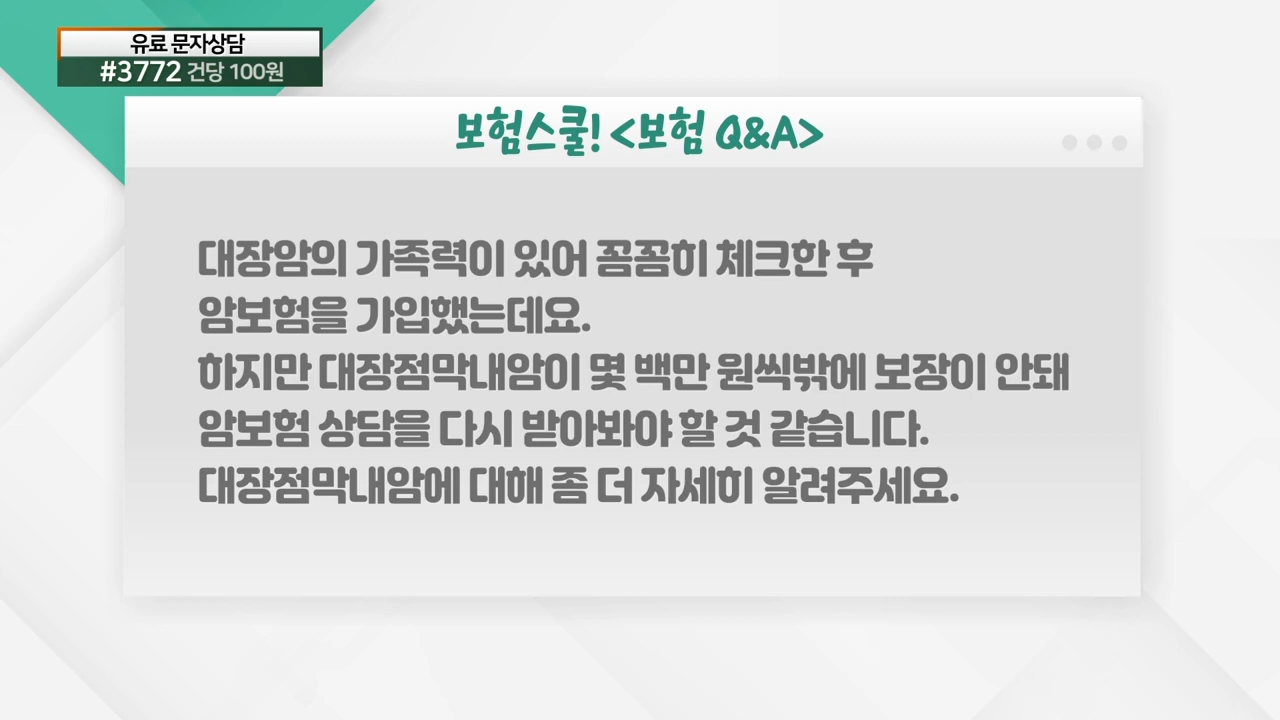 유료 문자상담
#3772 건당 100원
보험스쿨! <보험 Q&A>
대장암의 가족력이 있어 꼼꼼히 체크한 후
암보험을 가입했는데요.
하지만 대장점막내암이 몇 백만 원씩밖에 보장이 안돼
암보험 상담을 다시 받아봐야 할 것 같습니다.
대장점막내암에 대해 좀 더 자세히 알려주세요.